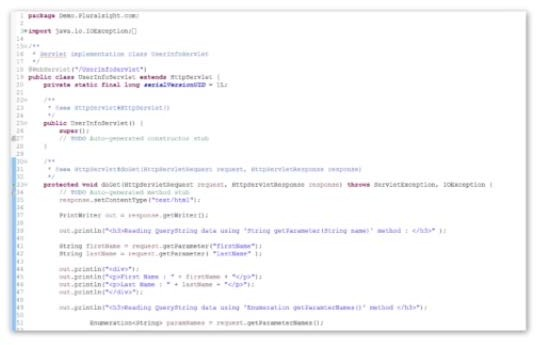 1 package Demo.Pluralsight.com;
2
3 import java.io.IOException;
14
15 /**
16 * Servlet implementation class UserInfoServlet
17 */
18 @WebServlet("/UserInfoServlet")
19 public class UserInfoServlet extends HttpServlet {
20 private static final long serialVersionUID = 1L;
21
22 /**
23 * @see HttpServlet#HttpServlet()
24 */
25 public UserInfoServlet() {
26 super();
27 // TODO Auto-generated constructor stub
28 }
29
30 /**
31 * @see HttpServlet#doGet(HttpServletRequest request, HttpServletResponse response)
32 */
33 protected void doGet(HttpServletRequest request, HttpServletResponse response) throws ServletException, IOException {
34 // TODO Auto-generated method stub
35 response.setContentType("text/html");
36
37 PrintWriter out = response.getWriter();
38
39 out.println("<h3>Reading QueryString data using 'String getParameter(String name)' method : </h3>" );
40
41 String firstName = request.getParameter("firstName");
42 String lastName = request.getParameter( "lastName" );
43
44 out.println("<div>");
45 out.println("<p>First Name : " + firstName + "</p>");
46 out.println("<p>Last Name : " + lastName + "</p>");
47 out.println("</div>");
48
49 out.println("<h3>Reading QueryString data using 'Enumeration getParamterNames()' method </h3>");
50
51 Enumeration<String> paramNames = request.getParameterNames();